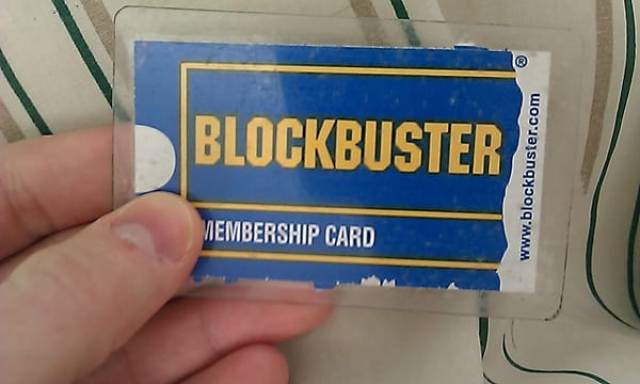 BLOCKBUSTER
®
MEMBERSHIP CARD
www.blockbuster.com